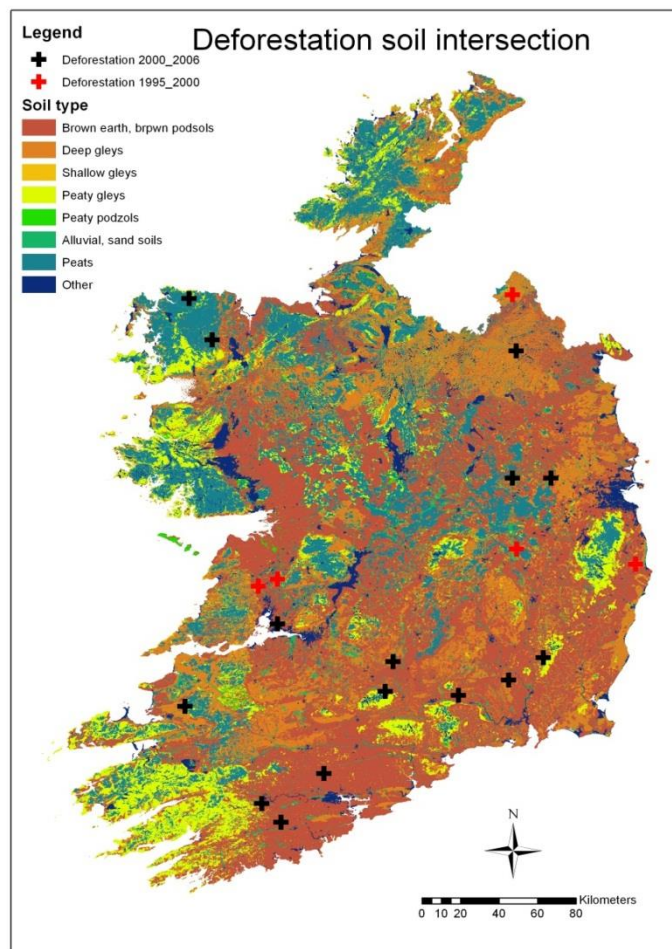 Deforestation soil intersection
Legend
Deforestation 2000_2006
Deforestation 1995_2000
Soil type
Brown earth, brpwn podsols
Deep gleys
Shallow gleys
Peaty gleys
Peaty podzols
Alluvial, sand soils
Peats
Other
N
Kilometers
0 10 20 40 60 80